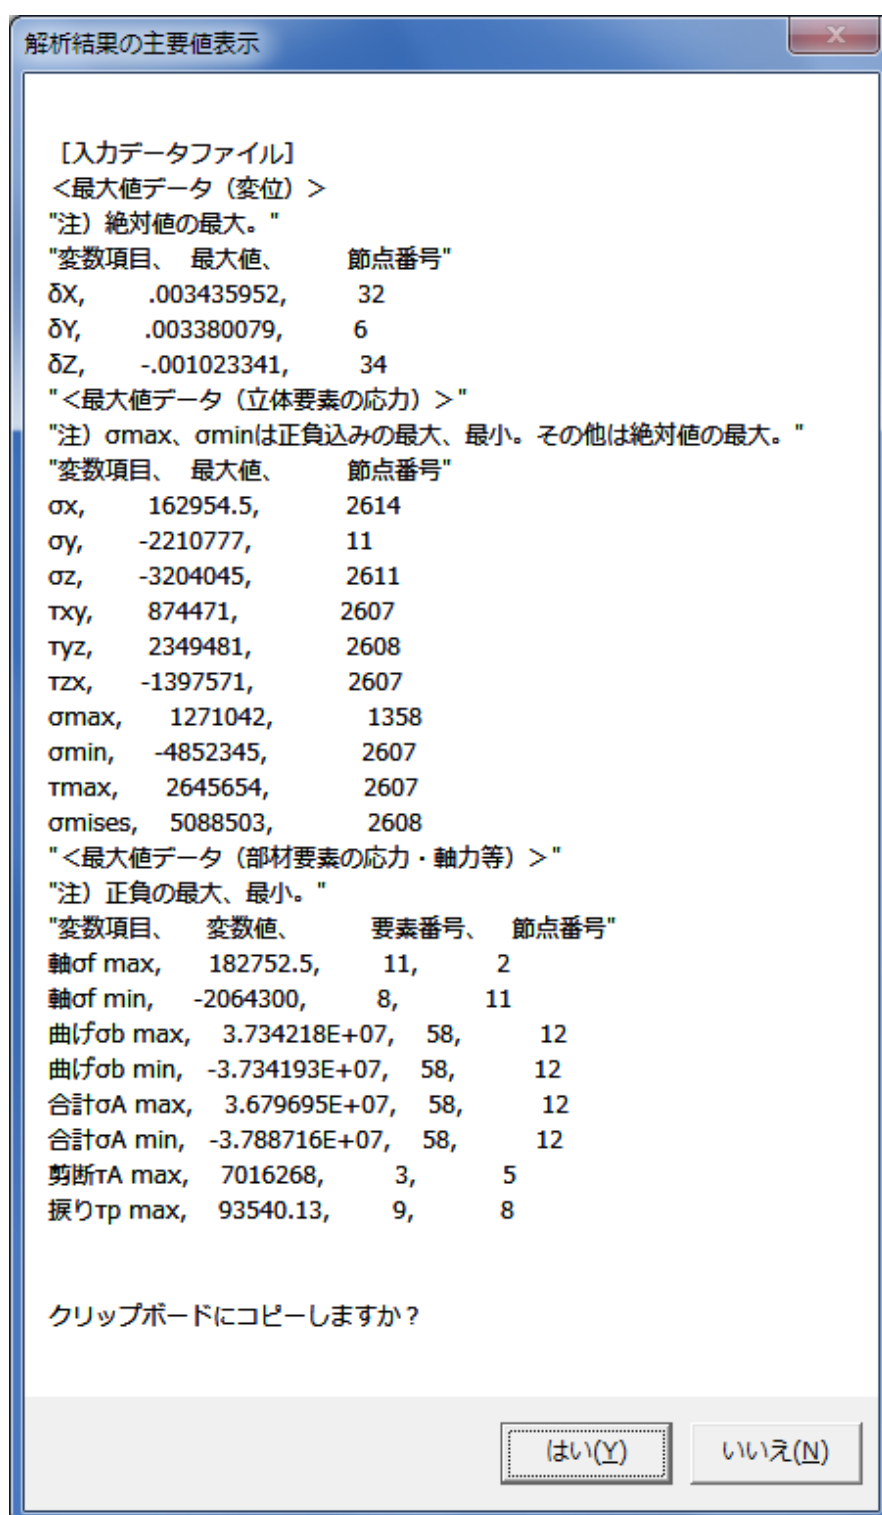 解析結果の主要値表示
[入力データファイル]
<最大値データ（変位）>
"注）絶対値の最大。"
"変数項目、 最大値、 節点番号"
δX, .003435952, 32
δY, .003380079, 6
δZ, -.001023341, 34
"<最大値データ（立体要素の応力）>"
"注）σmax、σminは正負込みの最大、最小。その他は絶対値の最大。"
"変数項目、 最大値、 節点番号"
σx, 162954.5, 2614
σy, -2210777, 11
σz, -3204045, 2611
τxy, 874471, 2607
τyz, 2349481, 2608
τzx, -1397571, 2607
σmax, 1271042, 1358
σmin, -4852345, 2607
τmax, 2645654, 2607
σmises, 5088503, 2608
"<最大値データ（部材要素の応力・軸力等）>"
"注）正負の最大、最小。"
"変数項目、 変数値、 要素番号、 節点番号"
軸σf max, 182752.5, 11, 2
軸σf min, -2064300, 8, 11
曲げσb max, 3.734218E+07, 58, 12
曲げσb min, -3.734193E+07, 58, 12
合計σA max, 3.679695E+07, 58, 12
合計σA min, -3.788716E+07, 58, 12
剪断τA max, 7016268, 3, 5
捩りτp max, 93540.13, 9, 8
クリップボードにコピーしますか？
はい(Y) いいえ(N)